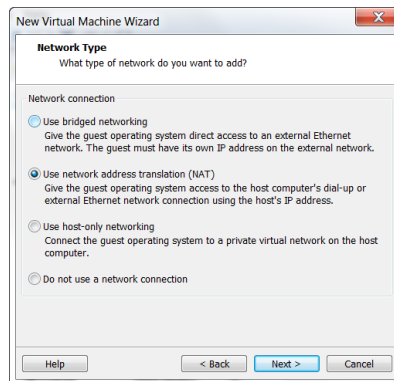 New Virtual Machine Wizard
Network Type
What type of network do you want to add?
Network connection
Use bridged networking
Give the guest operating system direct access to an external Ethernet
network. The guest must have its own IP address on the external network.
Use network address translation (NAT)
Give the guest operating system access to the host computer's dial-up or
external Ethernet network connection using the host's IP address.
Use host-only networking
Connect the guest operating system to a private virtual network on the host
computer.
Do not use a network connection
Help
< Back
Next >
Cancel